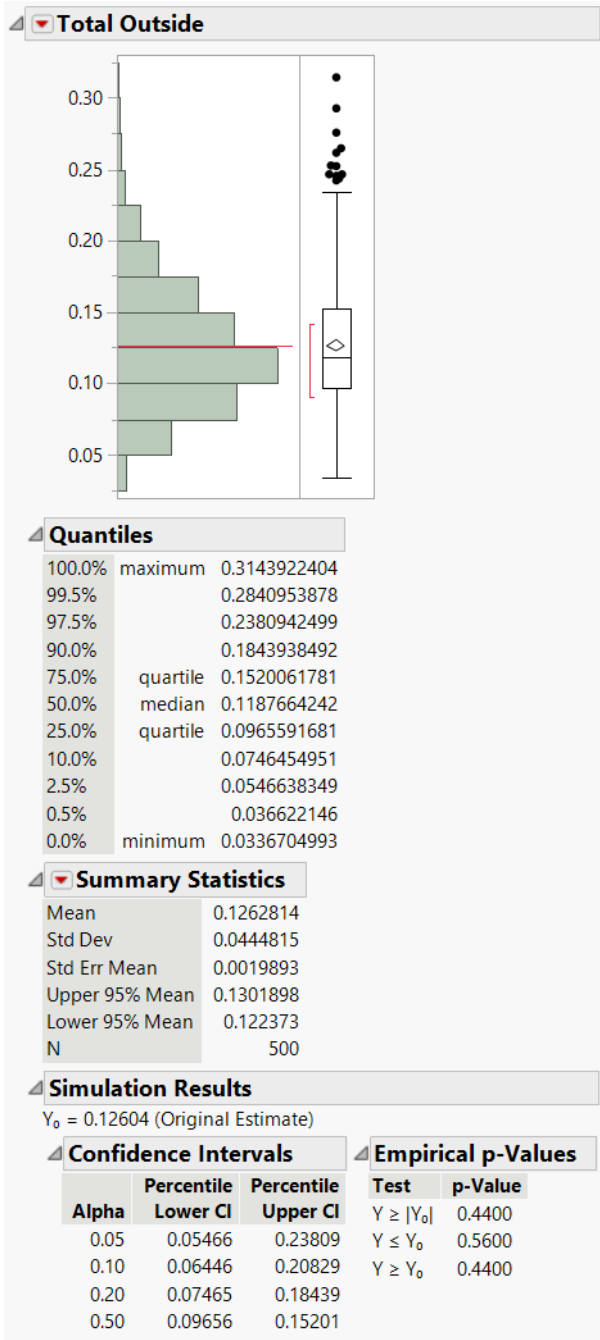 Total Outside
0.30
0.25
0.20
0.15
0.10
0.05
Quantiles
100.0% maximum 0.3143922404
99.5% 0.2840953878
97.5% 0.2380942499
90.0% 0.1843938492
75.0% quartile 0.1520061781
50.0% median 0.1187664242
25.0% quartile 0.0965591681
10.0% 0.0746454951
2.5% 0.0546638349
0.5% 0.036622146
0.0% minimum 0.0336704993
Summary Statistics
Mean 0.1262814
Std Dev 0.0444815
Std Err Mean 0.0019893
Upper 95% Mean 0.1301898
Lower 95% Mean 0.122373
N 500
Simulation Results
Y₀ = 0.12604 (Original Estimate)
Confidence Intervals
Alpha Percentile Lower CI Percentile Upper CI
0.05 0.05466 0.23809
0.10 0.06446 0.20829
0.20 0.07465 0.18439
0.50 0.09656 0.15201
Empirical p-Values
Test p-Value
Y ≥ |Y₀| 0.4400
Y ≤ Y₀ 0.5600
Y ≥ Y₀ 0.4400